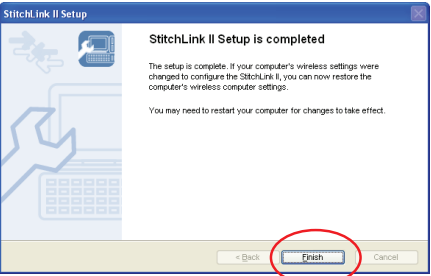 StitchLink II Setup
StitchLink II Setup is completed
The setup is complete. If your computer's wireless settings were
changed to configure the StitchLink II, you can now restore the
computer's wireless computer settings.
You may need to restart your computer for changes to take effect.
< Back Finish Cancel